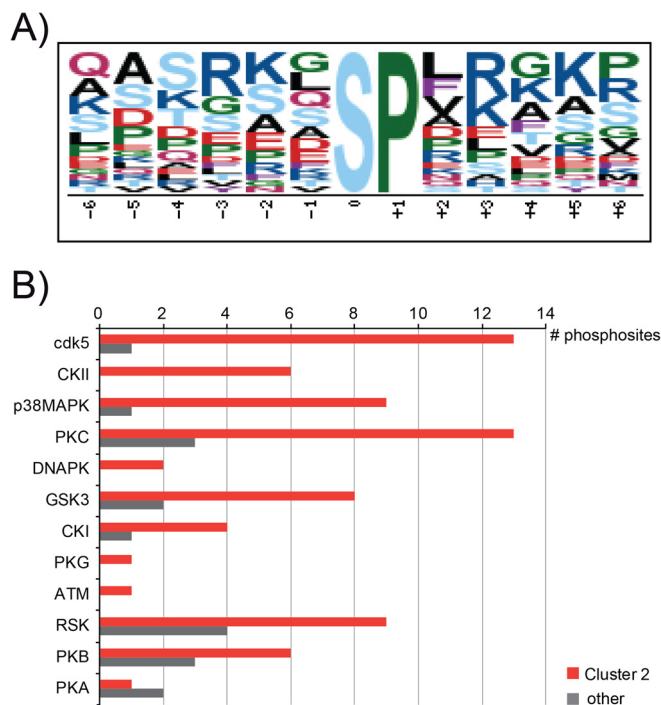 A)
Q A S R K G S P L R G K P
A S K G S L F K K A R
K D T E A Q X E A S S
S P D P E S D L F G G
-6 -5 -4 -3 -2 -1 0 +1 +2 +3 +4 +5 +6
B)
0 2 4 6 8 10 12 14
# phosphosites
cdk5
CKII
p38MAPK
PKC
DNAPK
GSK3
CKI
PKG
ATM
RSK
PKB
PKA
Cluster 2
other